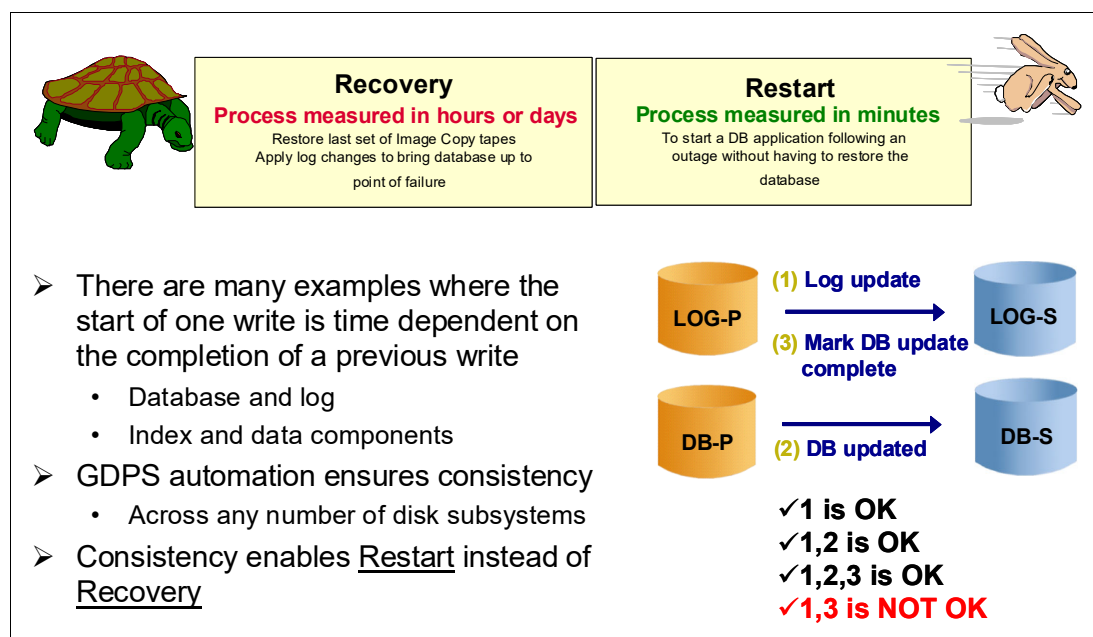 Recovery
Process measured in hours or days
Restore last set of Image Copy tapes
Apply log changes to bring database up to
point of failure
Restart
Process measured in minutes
To start a DB application following an
outage without having to restore the
database
➢ There are many examples where the
start of one write is time dependent on
the completion of a previous write
• Database and log
• Index and data components
➢ GDPS automation ensures consistency
• Across any number of disk subsystems
➢ Consistency enables Restart instead of
Recovery
LOG-P
(1) Log update
(3) Mark DB update
complete
LOG-S
DB-P
(2) DB updated
DB-S
✓1 is OK
✓1,2 is OK
✓1,2,3 is OK
✓1,3 is NOT OK